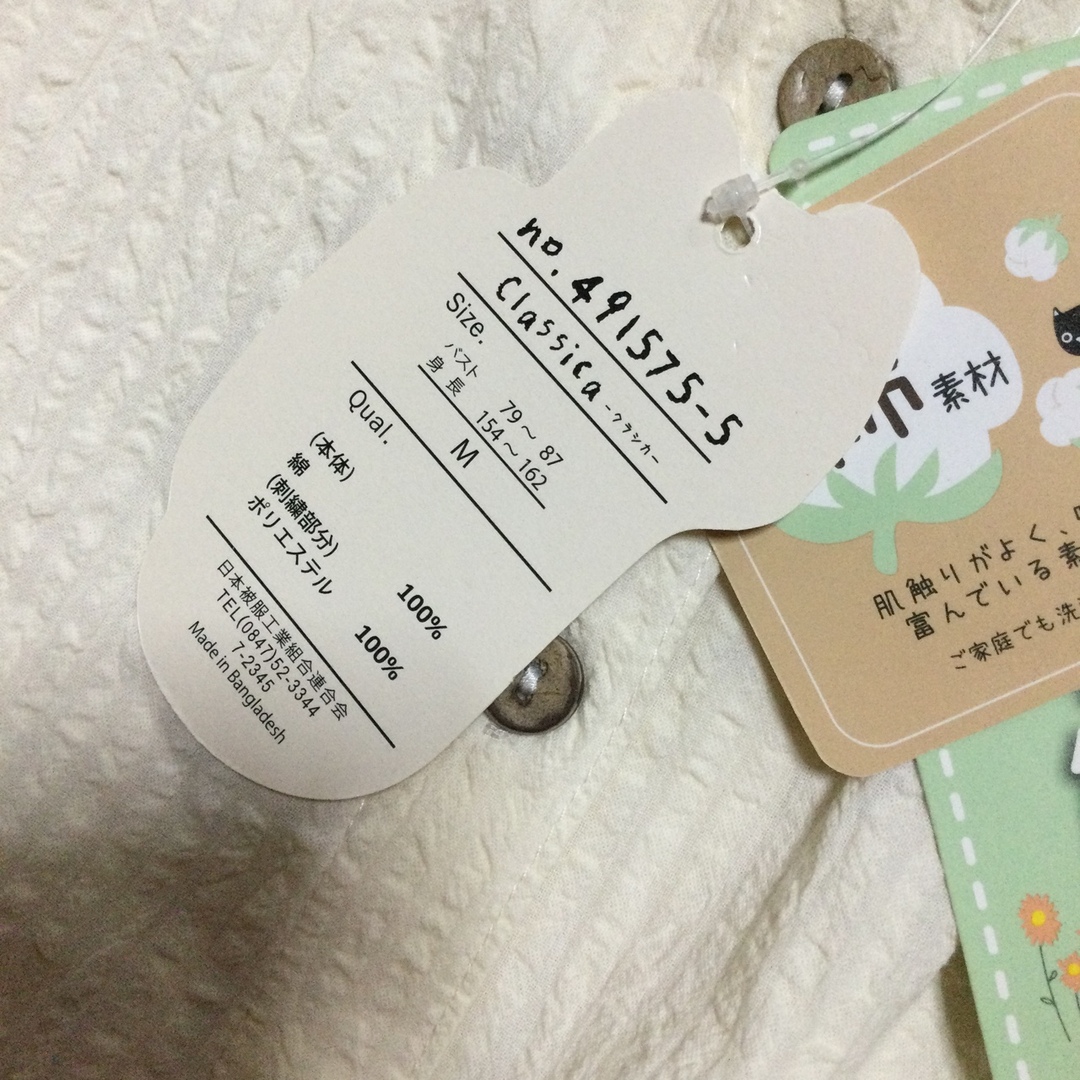 no. 491575-5
Classica -クラシカ-
Size.
バスト 79～ 87
身 長 154～162
M
Qual.
(本体)
綿 100%
(刺繍部分)
ポリエステル 100%
日本被服工業組合連合会
TEL(0847)52-3344
7-2345
Made in Bangladesh
素材
肌触りがよく、
富んでいる素
ご家庭でも洗